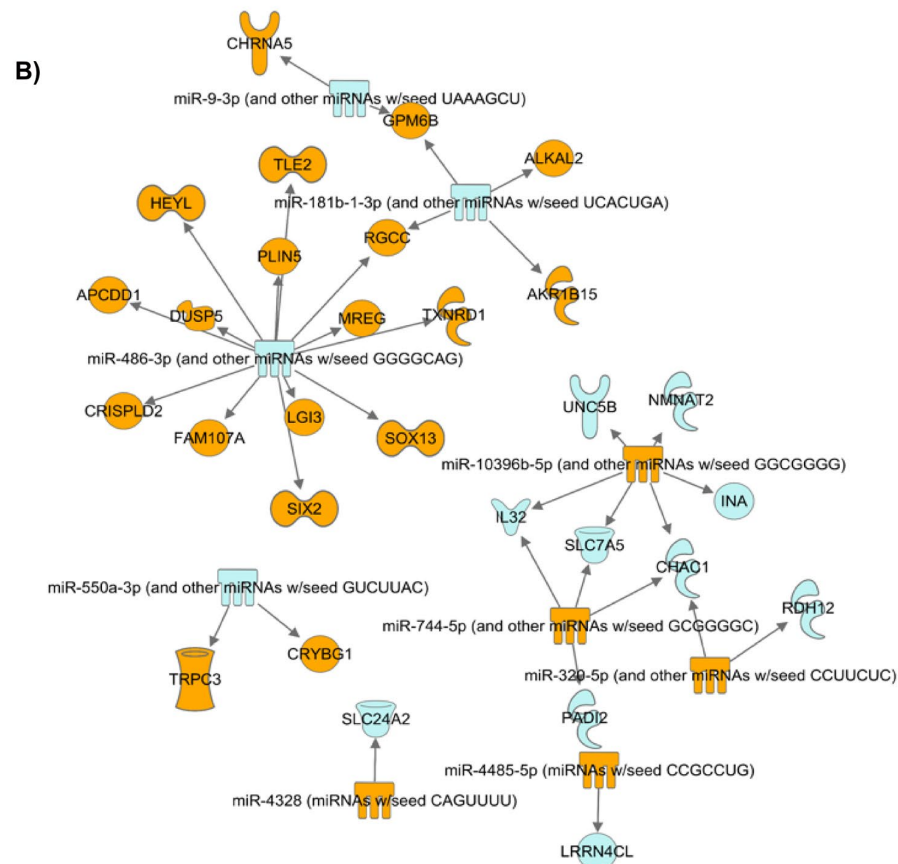 CHRNA5
B)
miR-9-3p (and other miRNAs w/seed UAAAGCU)
GPM6B
TLE2
ALKAL2
HEYL
miR-181b-1-3p (and other miRNAs w/seed UCACUGA)
RGCC
PLIN5
APCDD1
AKR1B15
DUSP5
MREG
TXNRD1
miR-486-3p (and other miRNAs w/seed GGGGCAG)
CRISPLD2
LGI3
FAM107A
SOX13
UNC5B
NMNAT2
miR-10396b-5p (and other miRNAs w/seed GGCGGGG)
INA
SIX2
IL32
SLC7A5
CHAC1
miR-550a-3p (and other miRNAs w/seed GUCUUAC)
RDH12
miR-744-5p (and other miRNAs w/seed GCGGGGC)
CRYBG1
TRPC3
miR-320-5p (and other miRNAs w/seed CCUUCUC)
SLC24A2
PADI2
miR-4485-5p (miRNAs w/seed CCGCCUG)
miR-4328 (miRNAs w/seed CAGUUUU)
LRRN4CL